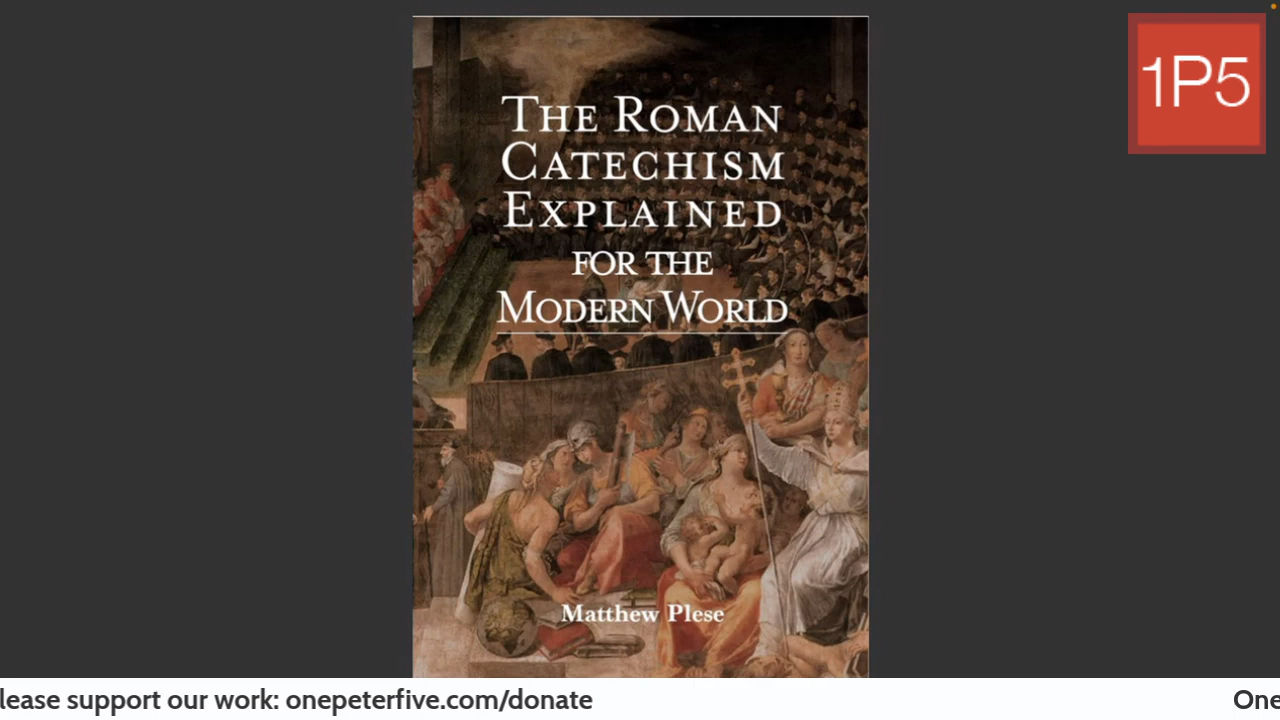 1P5
The Roman
Catechism
Explained
for the
Modern World
Matthew Plese
lease support our work: onepeterfive.com/donate
One